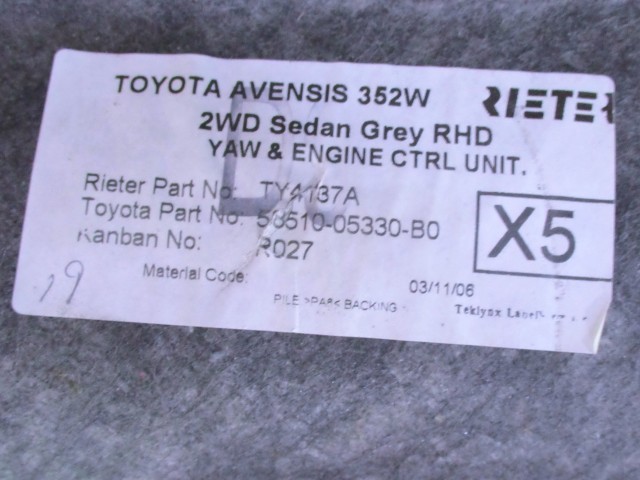 TOYOTA AVENSIS 352W
RIETER
2WD Sedan Grey RHD
YAW & ENGINE CTRL UNIT.
Rieter Part No: TY4137A
Toyota Part No: 58510-05330-B0
Kanban No: R027
X5
Material Code:
03/11/06
PILE >PA6< BACKING
Teklynx
19